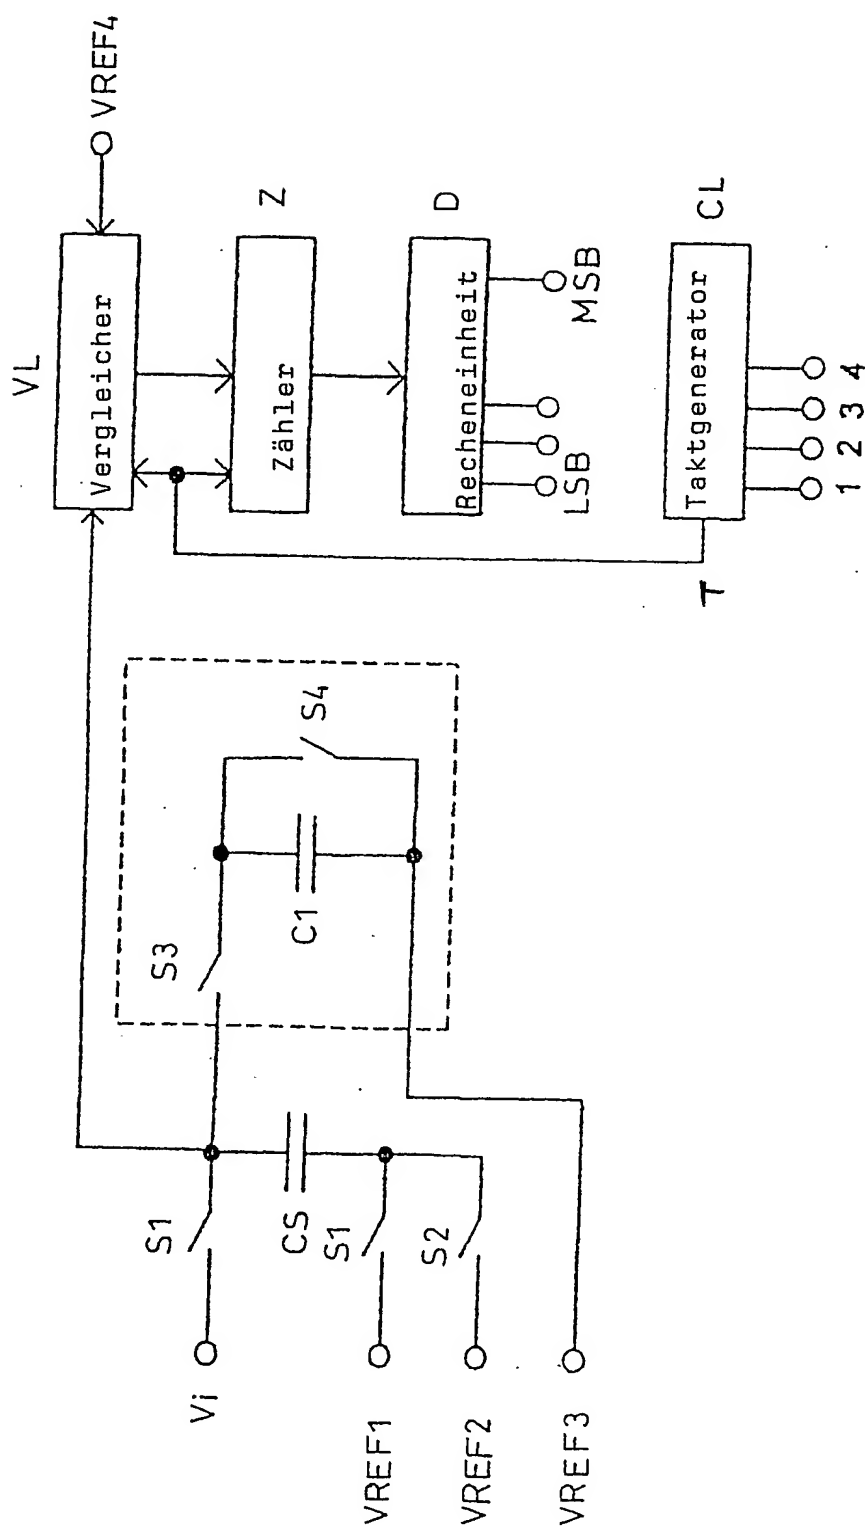 VL
Vergleicher
VREF4
Zähler
Z
Recheneinheit
D
LSB
MSB
Taktgenerator
CL
T
1
2
3
4
S3
S4
C1
S1
Vi
CS
S1
VREF1
S2
VREF2
VREF3